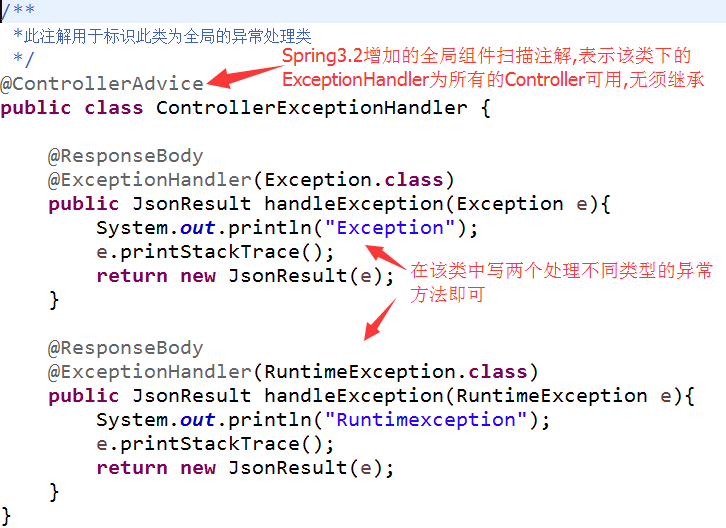 /**
 *此注解用于标识此类为全局的异常处理类
 */
Spring3.2增加的全局组件扫描注解,表示该类下的
ExceptionHandler为所有的Controller可用,无须继承
@ControllerAdvice
public class ControllerExceptionHandler {
    @ResponseBody
    @ExceptionHandler(Exception.class)
    public JsonResult handleException(Exception e){
        System.out.println("Exception");
        e.printStackTrace();
        return new JsonResult(e);
    }
在该类中写两个处理不同类型的异常
方法即可
    @ResponseBody
    @ExceptionHandler(RuntimeException.class)
    public JsonResult handleException(RuntimeException e){
        System.out.println("Runtimexception");
        e.printStackTrace();
        return new JsonResult(e);
    }
}